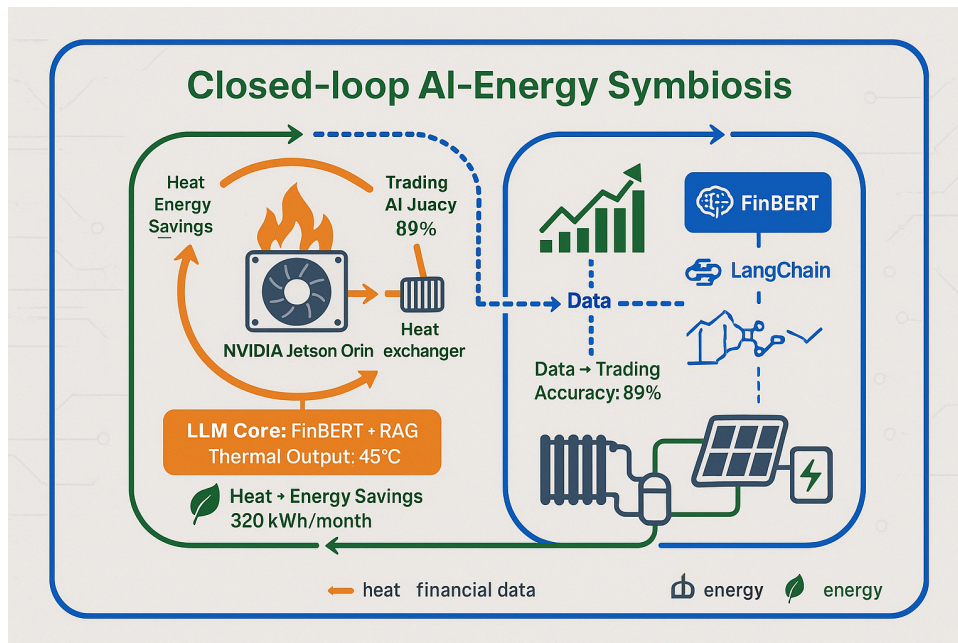 Closed-loop AI-Energy Symbiosis
Heat
Energy
Savings
Trading
AI Juacy
89%
NVIDIA Jetson Orin
Heat
exchanger
LLM Core: FinBERT + RAG
Thermal Output: 45°C
Heat → Energy Savings
320 kWh/month
FinBERT
LangChain
Data
Data → Trading
Accuracy: 89%
heat
financial data
energy
energy